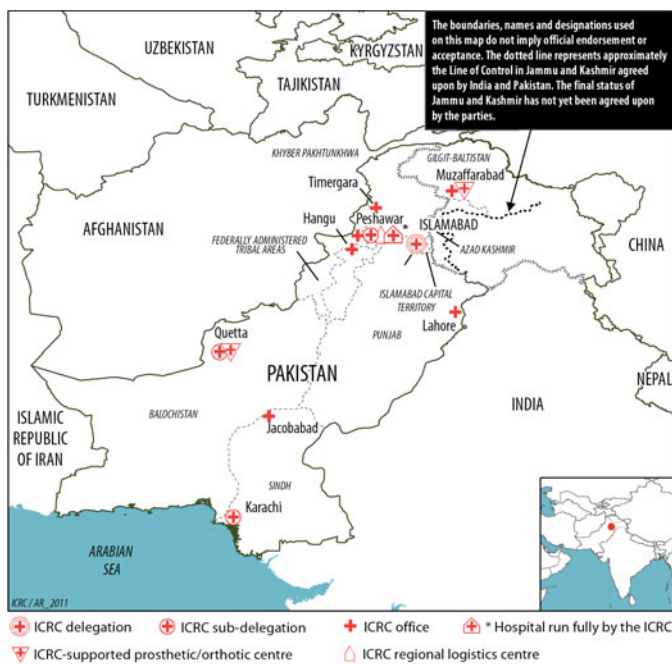 The boundaries, names and designations used
on this map do not imply official endorsement or
acceptance. The dotted line represents approximately
the Line of Control in Jammu and Kashmir agreed
upon by India and Pakistan. The final status of
Jammu and Kashmir has not yet been agreed upon
by the parties.
UZBEKISTAN
KYRGYZSTAN
TAJIKISTAN
TURKMENISTAN
KHYBER PAKHTUNKHWA
GILGIT-BALTISTAN
Muzaffarabad
Timergara
Hangu
Peshawar
*
ISLAMABAD
AFGHANISTAN
FEDERALLY ADMINISTERED
TRIBAL AREAS
AZAD KASHMIR
CHINA
ISLAMABAD CAPITAL
TERRITORY
Lahore
PUNJAB
Quetta
PAKISTAN
NEPAL
INDIA
ISLAMIC
REPUBLIC
OF IRAN
BALOCHISTAN
Jacobabad
SINDH
Karachi
ARABIAN
SEA
ICRC / AR_2011
ICRC delegation
ICRC sub-delegation
ICRC office
* Hospital run fully by the ICRC
ICRC-supported prosthetic/orthotic centre
ICRC regional logistics centre